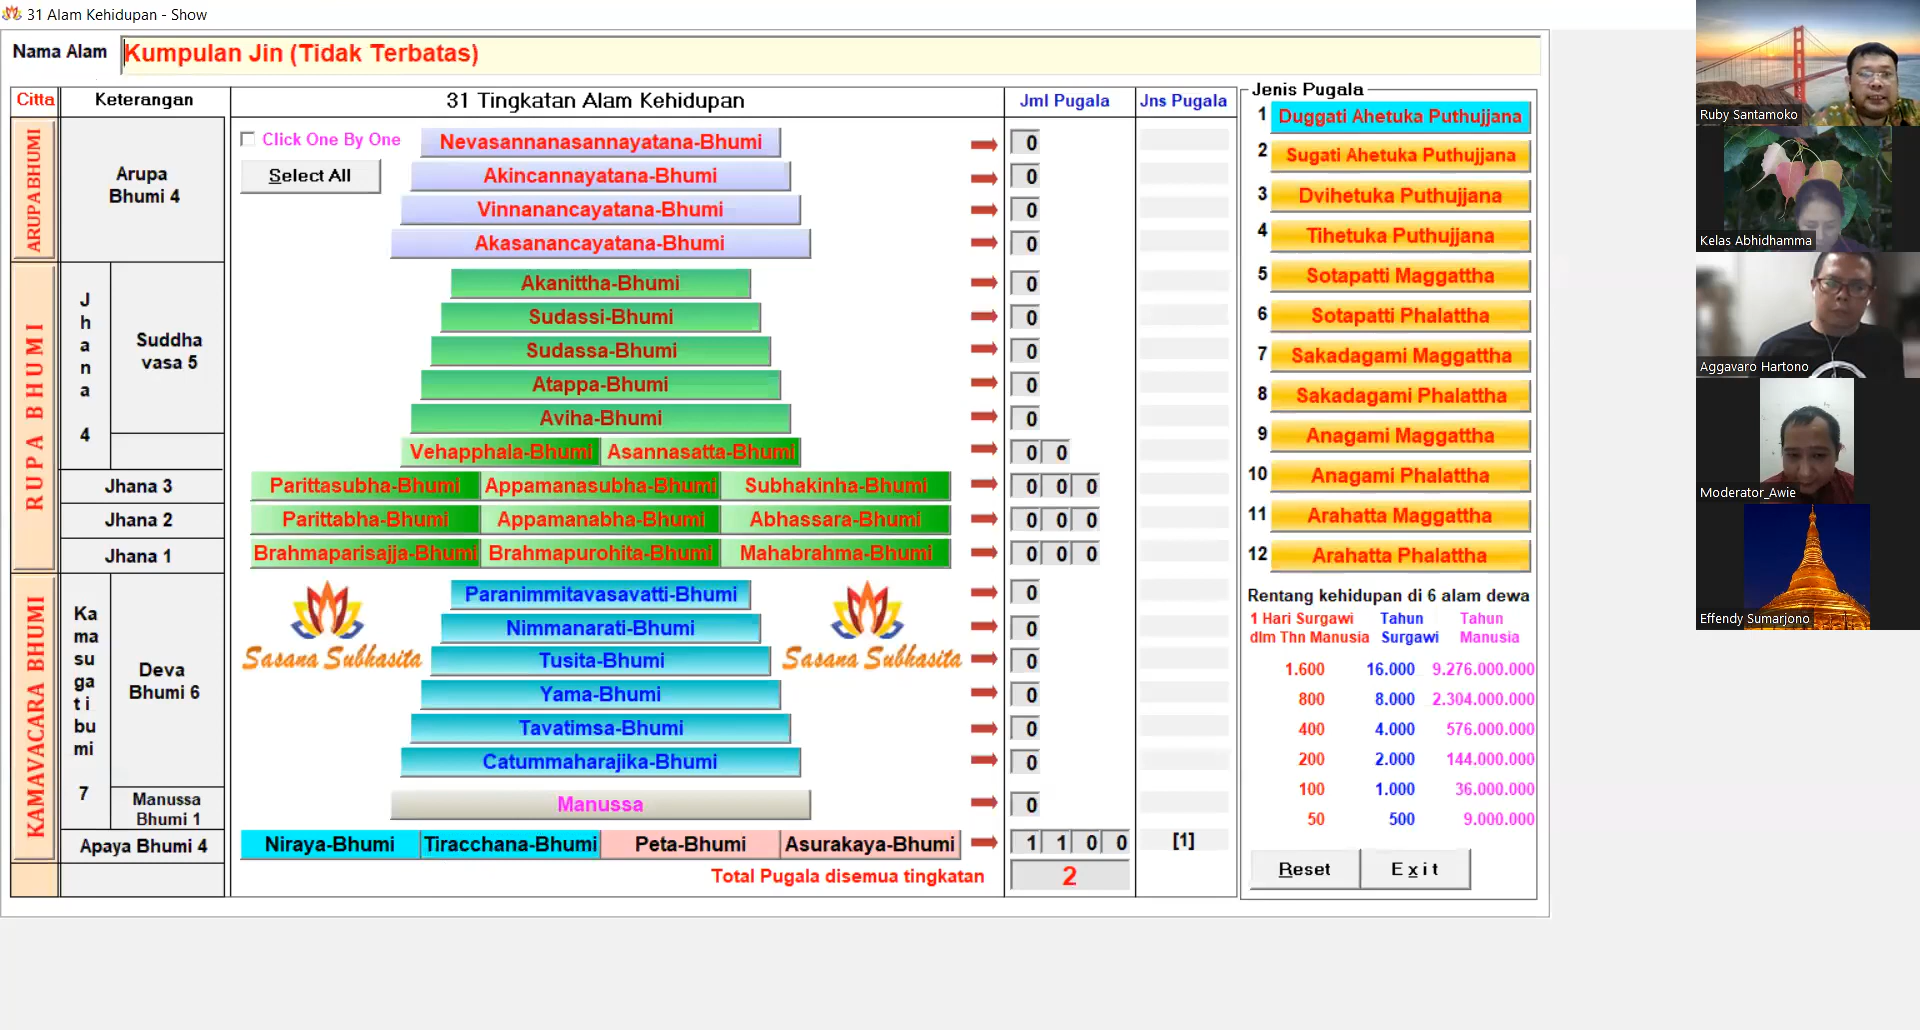 31 Alam Kehidupan - Show
Nama Alam
Kumpulan Jin (Tidak Terbatas)
Citta
Keterangan
31 Tingkatan Alam Kehidupan
Jml Pugala
Jns Pugala
ARUPABHUMI
Arupa
Bhumi 4
Click One By One
Select All
Nevasannanasannayatana-Bhumi
0
Akincannayatana-Bhumi
0
Vinnanancayatana-Bhumi
0
Akasanancayatana-Bhumi
0
RUPA BHUMI
Jhana
4
Suddha
vasa 5
Akanittha-Bhumi
0
Sudassi-Bhumi
0
Sudassa-Bhumi
0
Atappa-Bhumi
0
Aviha-Bhumi
0
Vehapphala-Bhumi Asannasatta-Bhumi
0 0
Jhana 3
Parittasubha-Bhumi Appamanasubha-Bhumi Subhakinha-Bhumi
0 0 0
Jhana 2
Parittabha-Bhumi Appamanabha-Bhumi Abhassara-Bhumi
0 0 0
Jhana 1
Brahmaparisajja-Bhumi Brahmapurohita-Bhumi Mahabrahma-Bhumi
0 0 0
KAMAVACARA BHUMI
Ka
ma
su
ga
t i
bu
mi
7
Deva
Bhumi 6
Sasana Subhasita
Sasana Subhasita
Paranimmitavasavatti-Bhumi
0
Nimmanarati-Bhumi
0
Tusita-Bhumi
0
Yama-Bhumi
0
Tavatimsa-Bhumi
0
Catummaharajika-Bhumi
0
Manussa
Bhumi 1
Manussa
0
Apaya Bhumi 4
Niraya-Bhumi Tiracchana-Bhumi Peta-Bhumi Asurakaya-Bhumi
1 1 0 0
[1]
Total Pugala disemua tingkatan
2
Jenis Pugala
1 Duggati Ahetuka Puthujjana
2 Sugati Ahetuka Puthujjana
3 Dvihetuka Puthujjana
4 Tihetuka Puthujjana
5 Sotapatti Maggattha
6 Sotapatti Phalattha
7 Sakadagami Maggattha
8 Sakadagami Phalattha
9 Anagami Maggattha
10 Anagami Phalattha
11 Arahatta Maggattha
12 Arahatta Phalattha
Rentang kehidupan di 6 alam dewa
1 Hari Surgawi Tahun Tahun
dlm Thn Manusia Surgawi Manusia
1.600 16.000 9.276.000.000
800 8.000 2.304.000.000
400 4.000 576.000.000
200 2.000 144.000.000
100 1.000 36.000.000
50 500 9.000.000
Reset
Exit
Ruby Santamoko
Kelas Abhidhamma
Aggavaro Hartono
Moderator_Awie
Effendy Sumarjono